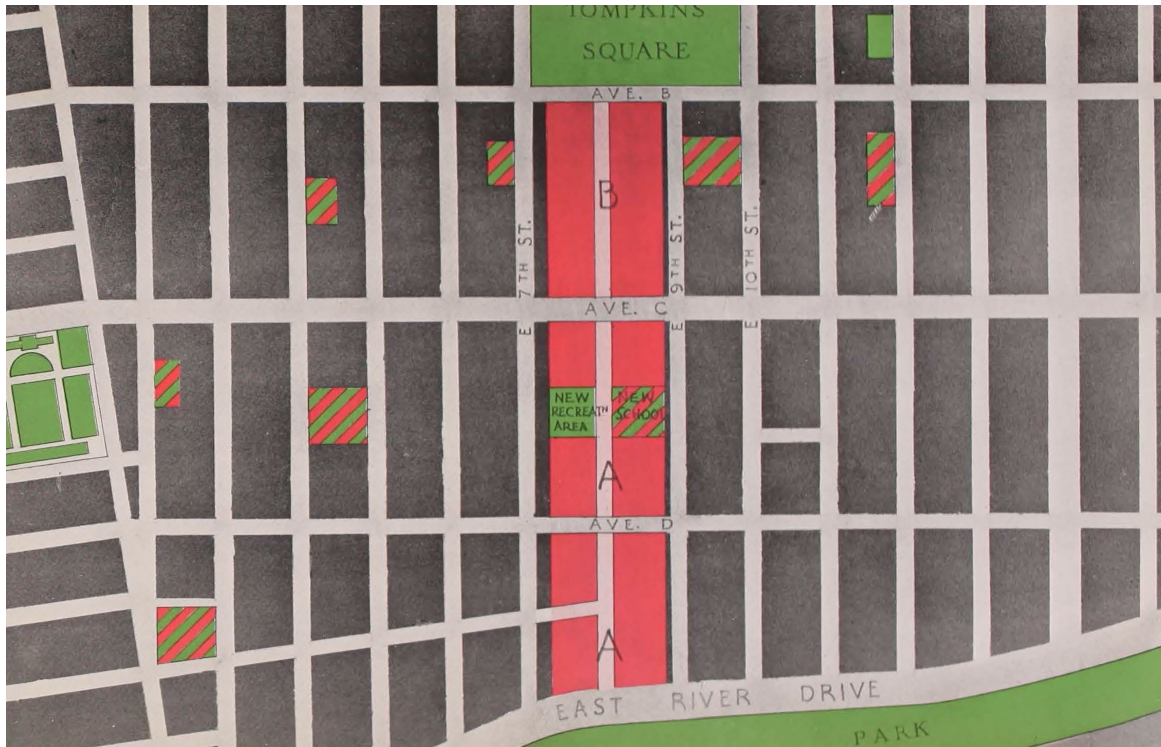 TOMPKINS
SQUARE
AVE. B
B
E 7TH ST.
E 9TH ST.
E 10TH ST.
AVE. C
NEW
RECREATN
AREA
NEW
SCHOOL
A
AVE. D
A
EAST RIVER DRIVE
PARK